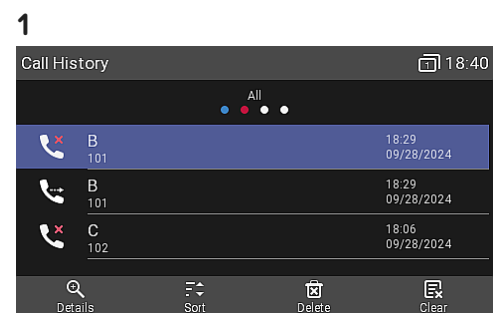 1
Call History 1 18:40
All
B 18:29
101 09/28/2024
B 18:29
101 09/28/2024
C 18:06
102 09/28/2024
Details Sort Delete Clear